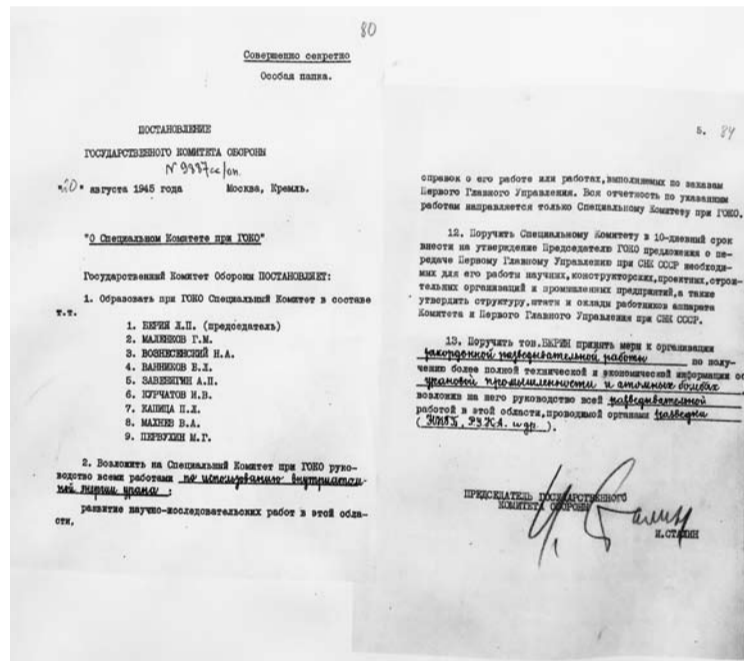 80
Совершенно секретно
Особая папка.
ПОСТАНОВЛЕНИЕ
ГОСУДАРСТВЕННОГО КОМИТЕТА ОБОРОНЫ
№ 9887сс/оп.
"20" августа 1945 года Москва, Кремль.
"О Специальном Комитете при ГОКО"
Государственный Комитет Обороны ПОСТАНОВЛЯЕТ:
1. Образовать при ГОКО Специальный Комитет в составе
т.т.
1. БЕРИЯ Л.П. (председатель)
2. МАЛЕНКОВ Г.М.
3. ВОЗНЕСЕНСКИЙ Н.А.
4. ВАННИКОВ Б.Л.
5. ЗАВЕНЯГИН А.П.
6. КУРЧАТОВ И.В.
7. КАПИЦА П.Л.
8. МАХНЕВ В.А.
9. ПЕРВУХИН М.Г.
2. Возложить на Специальный Комитет при ГОКО руко-
водство всеми работами по использованию внутриатом-
ной энергии урана :
развитие научно-исследовательских работ в этой обла-
сти,
5. 84
справок о его работе или работах, выполняемых по заказам
Первого Главного Управления. Вся отчетность по указанным
работам направляется только Специальному Комитету при ГОКО.
12. Поручить Специальному Комитету в 10-дневный срок
внести на утверждение Председателю ГОКО предложения о пе-
редаче Первому Главному Управлению при СНК СССР необходи-
мых для его работы научных, конструкторских, проектных, строи-
тельных организаций и промышленных предприятий, а также
утвердить структуру, штаты и оклады работников аппарата
Комитета и Первого Главного Управления при СНК СССР.
13. Поручить тов. БЕРИЯ принять меры к организации
закордонной разведывательной работы по полу-
чению более полной технической и экономической информации об
урановой промышленности и атомных бомбах,
возложив на него руководство всей разведывательной
работой в этой области, проводимой органами разведки
(НКГБ, РУКА и др.).
ПРЕДСЕДАТЕЛЬ ГОСУДАРСТВЕННОГО
КОМИТЕТА ОБОРОНЫ
И. Сталин
И.СТАЛИН